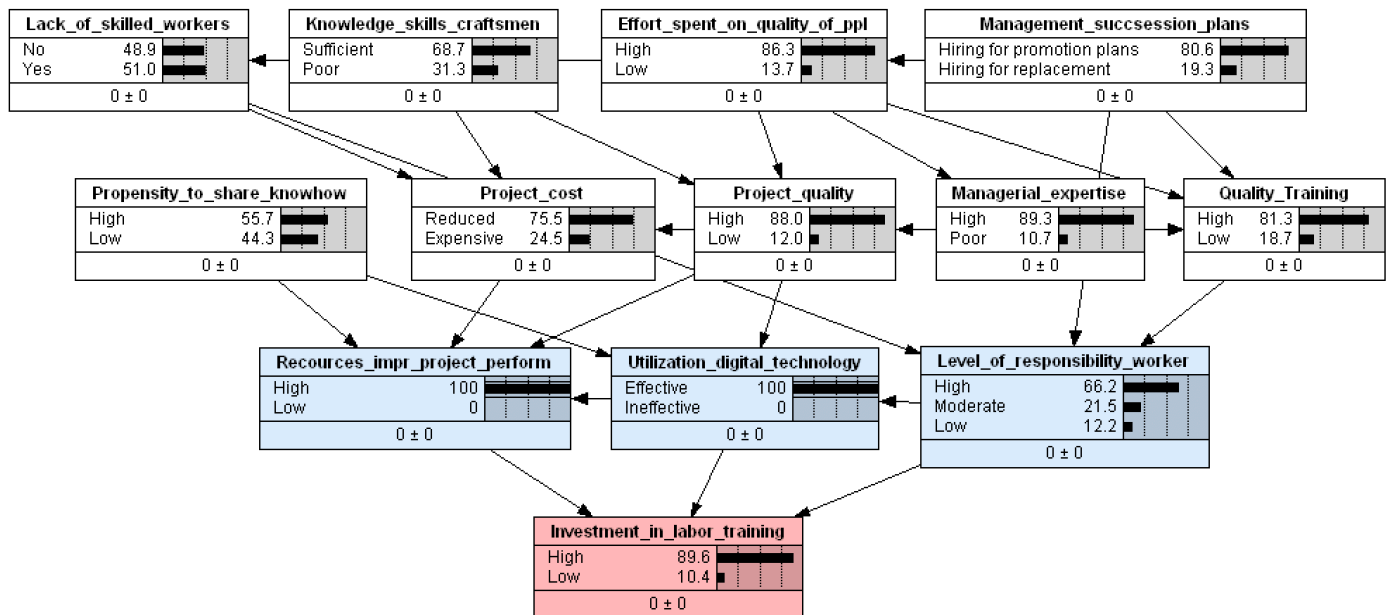 Lack_of_skilled_workers
No 48.9
Yes 51.0
0 ± 0
Knowledge_skills_craftsmen
Sufficient 68.7
Poor 31.3
0 ± 0
Effort_spent_on_quality_of_ppl
High 86.3
Low 13.7
0 ± 0
Management_succsession_plans
Hiring for promotion plans 80.6
Hiring for replacement 19.3
0 ± 0
Propensity_to_share_knowhow
High 55.7
Low 44.3
0 ± 0
Project_cost
Reduced 75.5
Expensive 24.5
0 ± 0
Project_quality
High 88.0
Low 12.0
0 ± 0
Managerial_expertise
High 89.3
Poor 10.7
0 ± 0
Quality_Training
High 81.3
Low 18.7
0 ± 0
Recources_impr_project_perform
High 100
Low 0
0 ± 0
Utilization_digital_technology
Effective 100
Ineffective 0
0 ± 0
Level_of_responsibility_worker
High 66.2
Moderate 21.5
Low 12.2
0 ± 0
Investment_in_labor_training
High 89.6
Low 10.4
0 ± 0